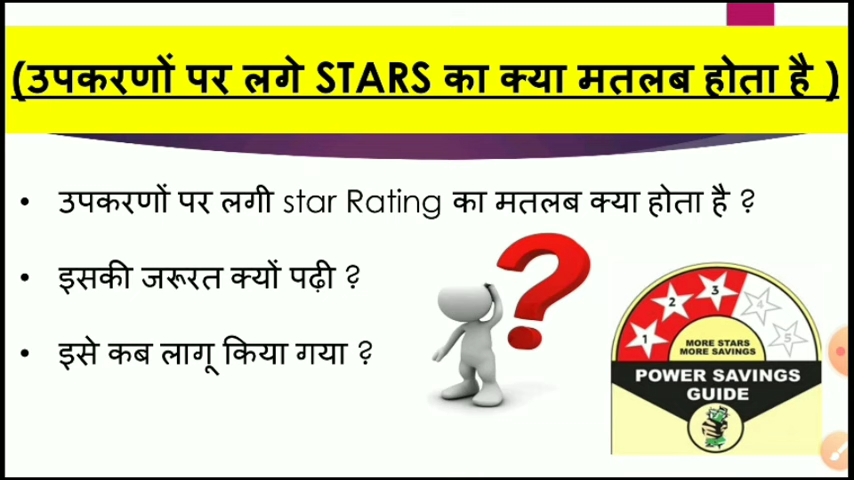 (उपकरणों पर लगे STARS का क्या मतलब होता है )
• उपकरणों पर लगी star Rating का मतलब क्या होता है ?
• इसकी जरूरत क्यों पढ़ी ?
• इसे कब लागू किया गया ?
1 2 3 4 5
MORE STARS
MORE SAVINGS
POWER SAVINGS
GUIDE